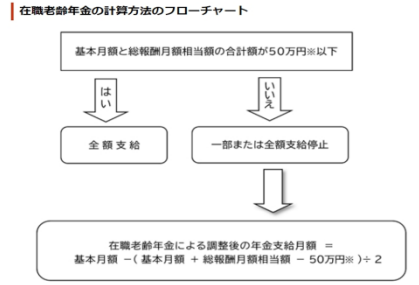 在職老齢年金の計算方法のフローチャート
基本月額と総報酬月額相当額の合計額が50万円※以下
はい
いいえ
全額支給
一部または全額支給停止
在職老齢年金による調整後の年金支給月額 =
基本月額 -( 基本月額 + 総報酬月額相当額 - 50万円※ )÷ 2